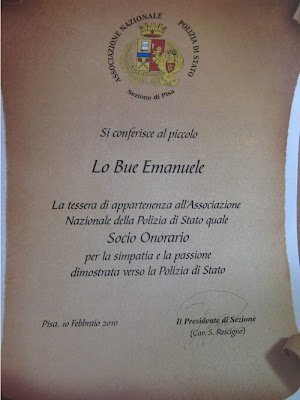 ASSOCIAZIONE NAZIONALE POLIZIA DI STATO
Sezione di Pisa
Si conferisce al piccolo
Lo Bue Emanuele
La tessera di appartenenza all'Associazione
Nazionale della Polizia di Stato quale
Socio Onorario
per la simpatia e la passione
dimostrata verso la Polizia di Stato
Pisa, 10 Febbraio 2010
Il Presidente di Sezione
(Cav. S. Reicigno)